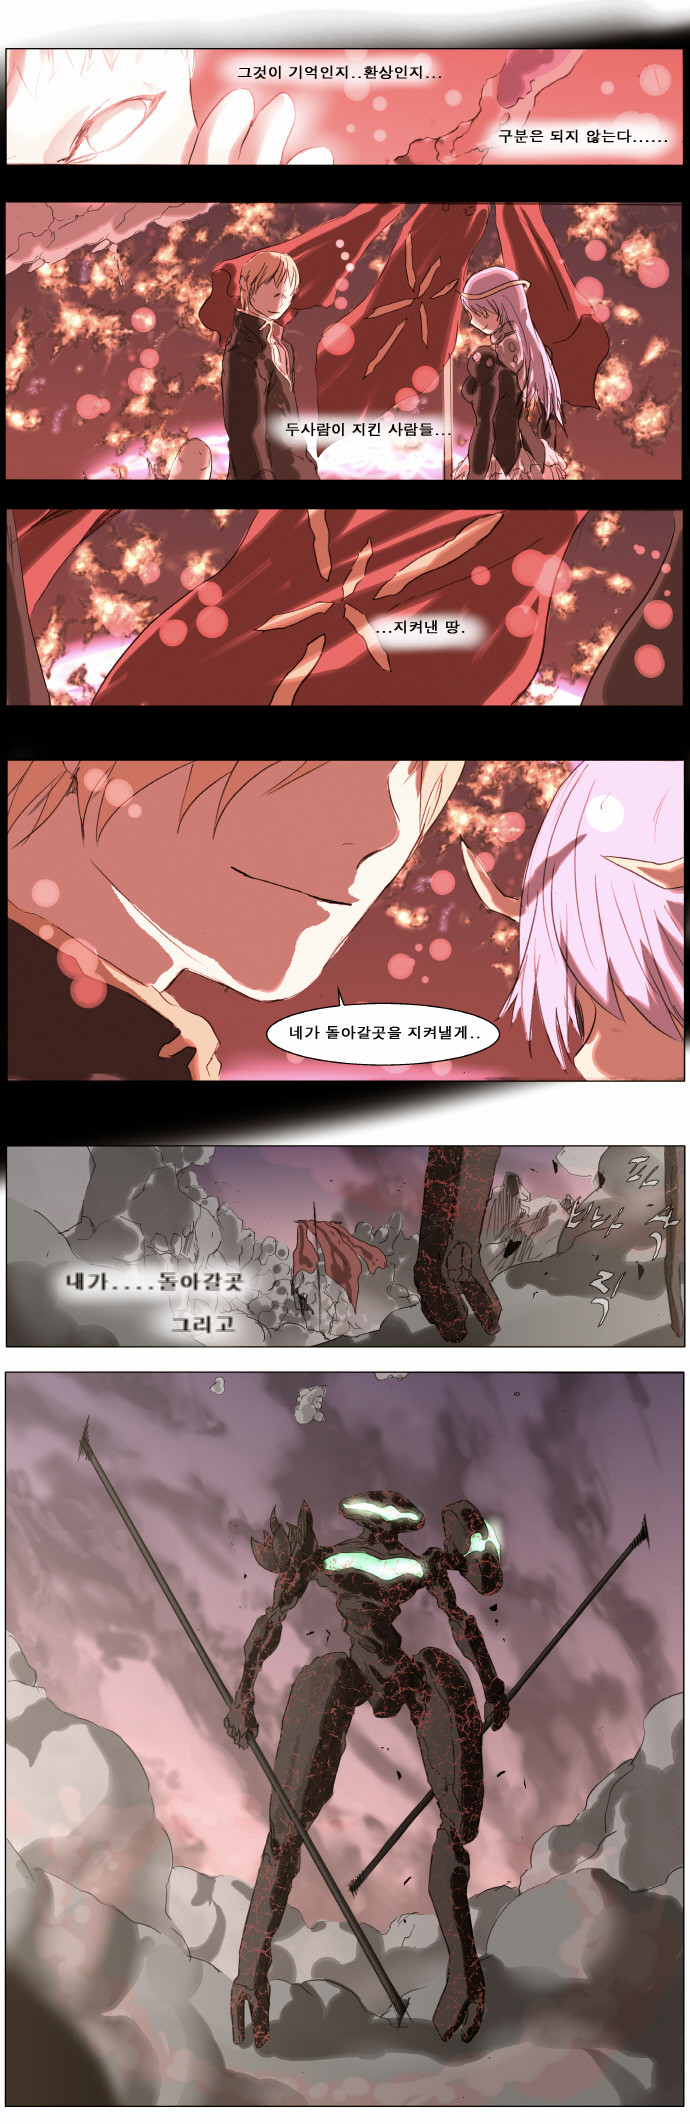 그것이 기억인지..환상인지...
구분은 되지 않는다......
두사람이 지킨 사람들...
...지켜낸 땅.
네가 돌아갈곳을 지켜낼게..
내가....돌아갈곳
그리고